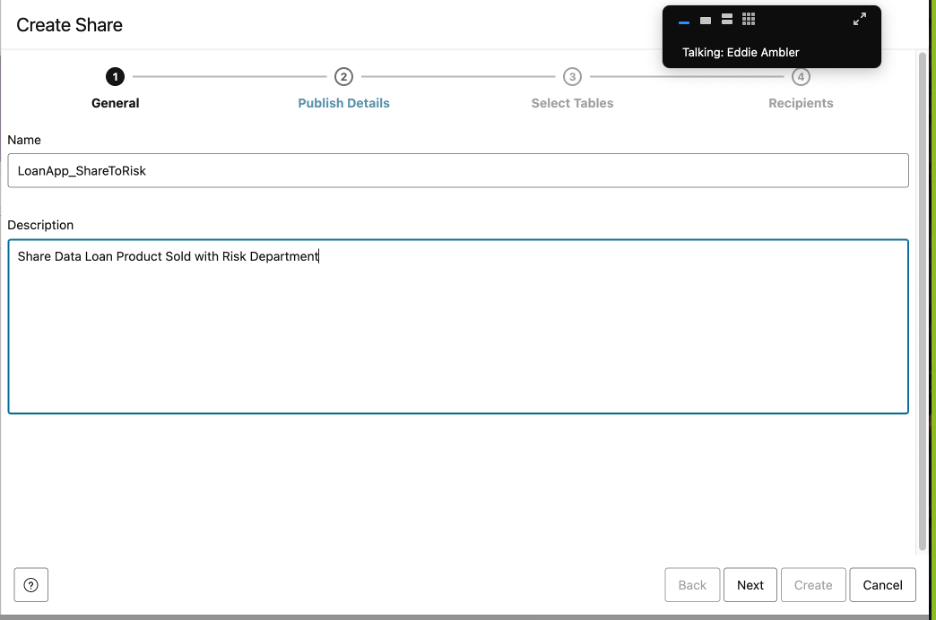 Create Share
Talking: Eddie Ambler
1 2 3 4
General Publish Details Select Tables Recipients
Name
LoanApp_ShareToRisk
Description
Share Data Loan Product Sold with Risk Department
? Back Next Create Cancel